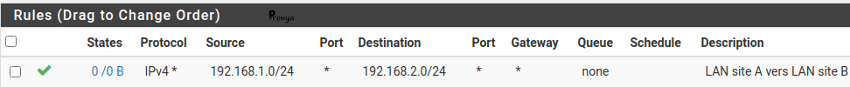 Rules (Drag to Change Order) Provya
States Protocol Source Port Destination Port Gateway Queue Schedule Description
0 /0 B IPv4 * 192.168.1.0/24 * 192.168.2.0/24 * * none LAN site A vers LAN site B